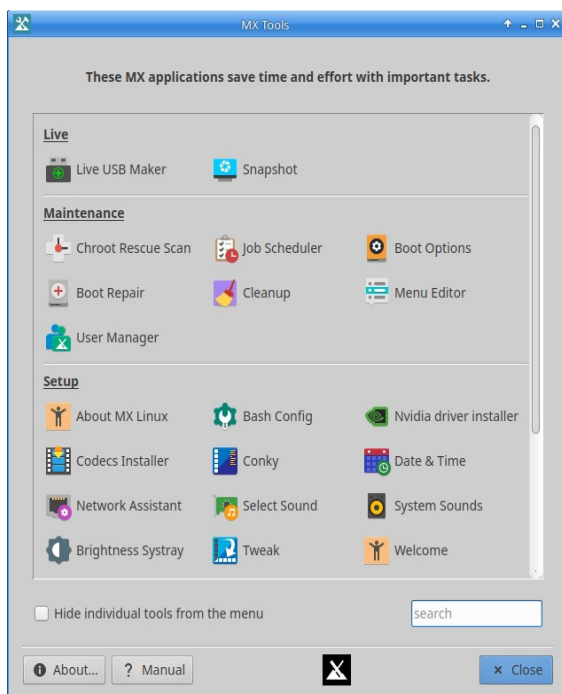 MX Tools
These MX applications save time and effort with important tasks.
Live
Live USB Maker Snapshot
Maintenance
Chroot Rescue Scan Job Scheduler Boot Options
Boot Repair Cleanup Menu Editor
User Manager
Setup
About MX Linux Bash Config Nvidia driver installer
Codecs Installer Conky Date & Time
Network Assistant Select Sound System Sounds
Brightness Systray Tweak Welcome
Hide individual tools from the menu search
About... ? Manual × Close